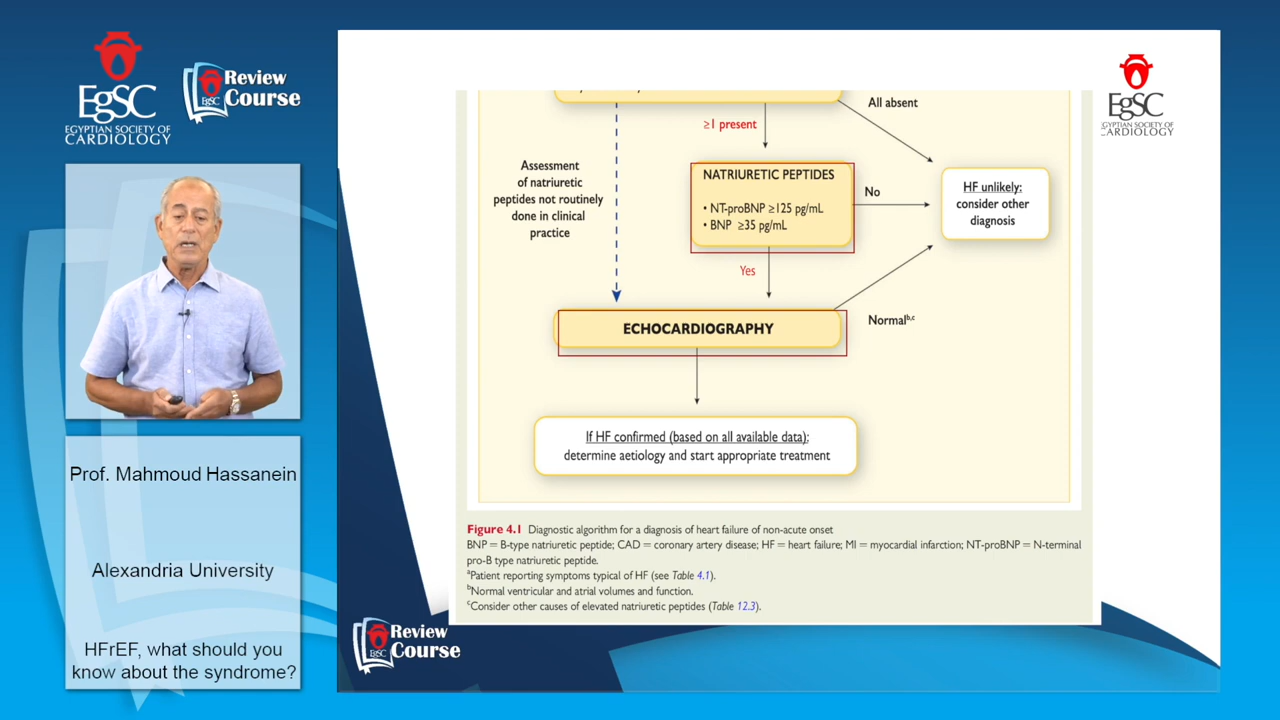 EgSC
EGYPTIAN SOCIETY OF
CARDIOLOGY
Review
Course
EgSC
Prof. Mahmoud Hassanein
Alexandria University
HFrEF, what should you
know about the syndrome?
EgSC
EGYPTIAN SOCIETY OF
CARDIOLOGY
All absent
≥1 present
Assessment
of natriuretic
peptides not routinely
done in clinical
practice
NATRIURETIC PEPTIDES
• NT-proBNP ≥125 pg/mL
• BNP ≥35 pg/mL
No
HF unlikely:
consider other
diagnosis
Yes
ECHOCARDIOGRAPHY
Normalb,c
If HF confirmed (based on all available data):
determine aetiology and start appropriate treatment
Figure 4.1 Diagnostic algorithm for a diagnosis of heart failure of non-acute onset
BNP = B-type natriuretic peptide; CAD = coronary artery disease; HF = heart failure; MI = myocardial infarction; NT-proBNP = N-terminal
pro-B type natriuretic peptide.
aPatient reporting symptoms typical of HF (see Table 4.1).
bNormal ventricular and atrial volumes and function.
cConsider other causes of elevated natriuretic peptides (Table 12.3).
Review
Course
EgSC